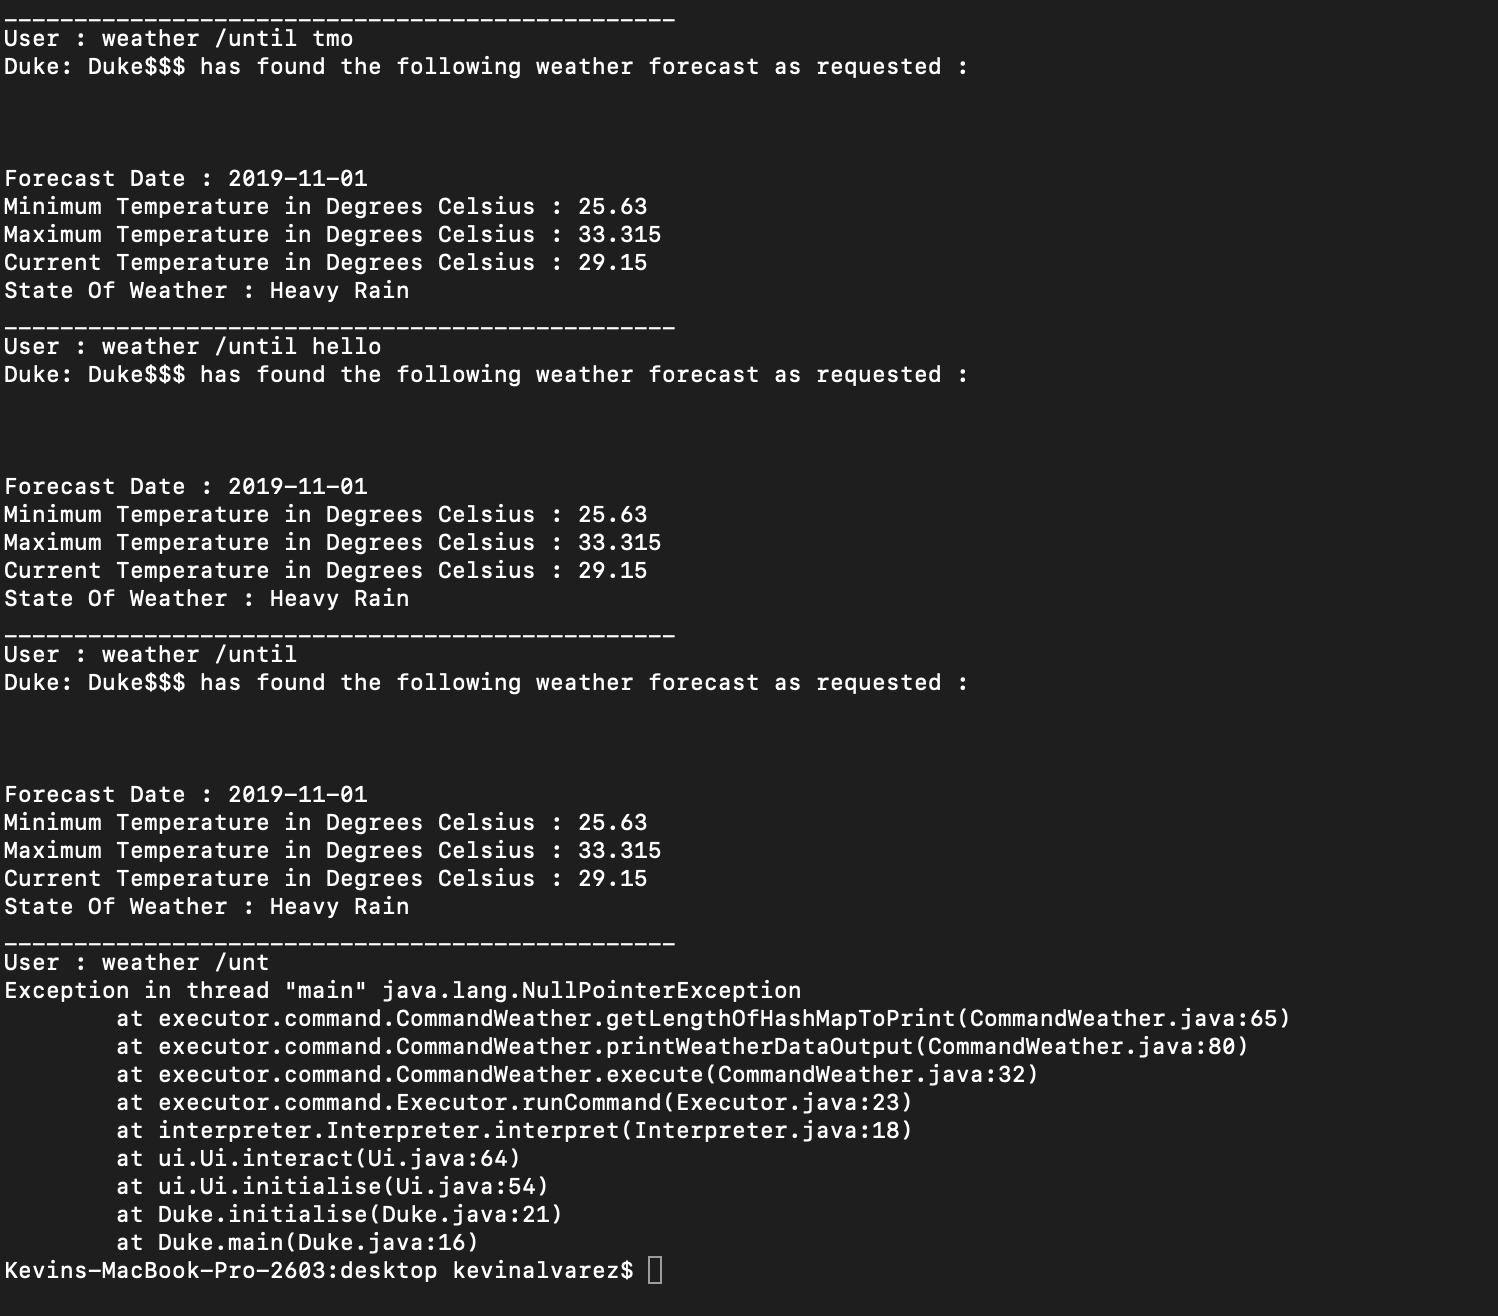 ________________________________________________
User : weather /until tmo
Duke: Duke$$$ has found the following weather forecast as requested :
Forecast Date : 2019-11-01
Minimum Temperature in Degrees Celsius : 25.63
Maximum Temperature in Degrees Celsius : 33.315
Current Temperature in Degrees Celsius : 29.15
State Of Weather : Heavy Rain
________________________________________________
User : weather /until hello
Duke: Duke$$$ has found the following weather forecast as requested :
Forecast Date : 2019-11-01
Minimum Temperature in Degrees Celsius : 25.63
Maximum Temperature in Degrees Celsius : 33.315
Current Temperature in Degrees Celsius : 29.15
State Of Weather : Heavy Rain
________________________________________________
User : weather /until
Duke: Duke$$$ has found the following weather forecast as requested :
Forecast Date : 2019-11-01
Minimum Temperature in Degrees Celsius : 25.63
Maximum Temperature in Degrees Celsius : 33.315
Current Temperature in Degrees Celsius : 29.15
State Of Weather : Heavy Rain
________________________________________________
User : weather /unt
Exception in thread "main" java.lang.NullPointerException
        at executor.command.CommandWeather.getLengthOfHashMapToPrint(CommandWeather.java:65)
        at executor.command.CommandWeather.printWeatherDataOutput(CommandWeather.java:80)
        at executor.command.CommandWeather.execute(CommandWeather.java:32)
        at executor.command.Executor.runCommand(Executor.java:23)
        at interpreter.Interpreter.interpret(Interpreter.java:18)
        at ui.Ui.interact(Ui.java:64)
        at ui.Ui.initialise(Ui.java:54)
        at Duke.initialise(Duke.java:21)
        at Duke.main(Duke.java:16)
Kevins-MacBook-Pro-2603:desktop kevinalvarez$